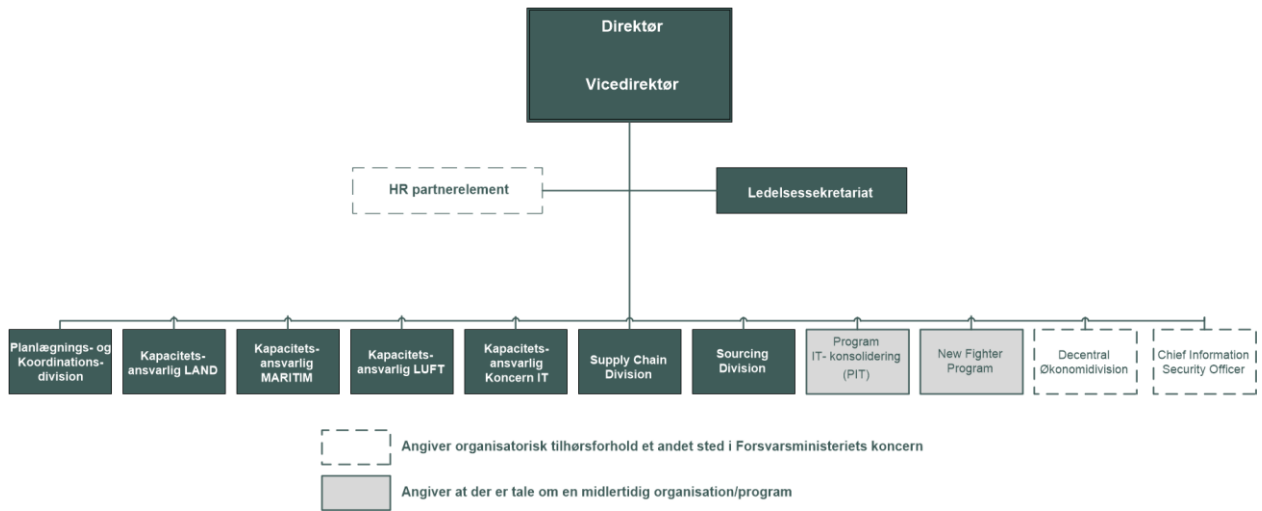 Direktør
Vicedirektør
HR partnerelement
Ledelsessekretariat
Planlægnings- og
Koordinations-
division
Kapacitets-
ansvarlig LAND
Kapacitets-
ansvarlig
MARITIM
Kapacitets-
ansvarlig LUFT
Kapacitets-
ansvarlig
Koncern IT
Supply Chain
Division
Sourcing
Division
Program
IT- konsolidering
(PIT)
New Fighter
Program
Decentral
Økonomidivision
Chief Information
Security Officer
Angiver organisatorisk tilhørsforhold et andet sted i Forsvarsministeriets koncern
Angiver at der er tale om en midlertidig organisation/program